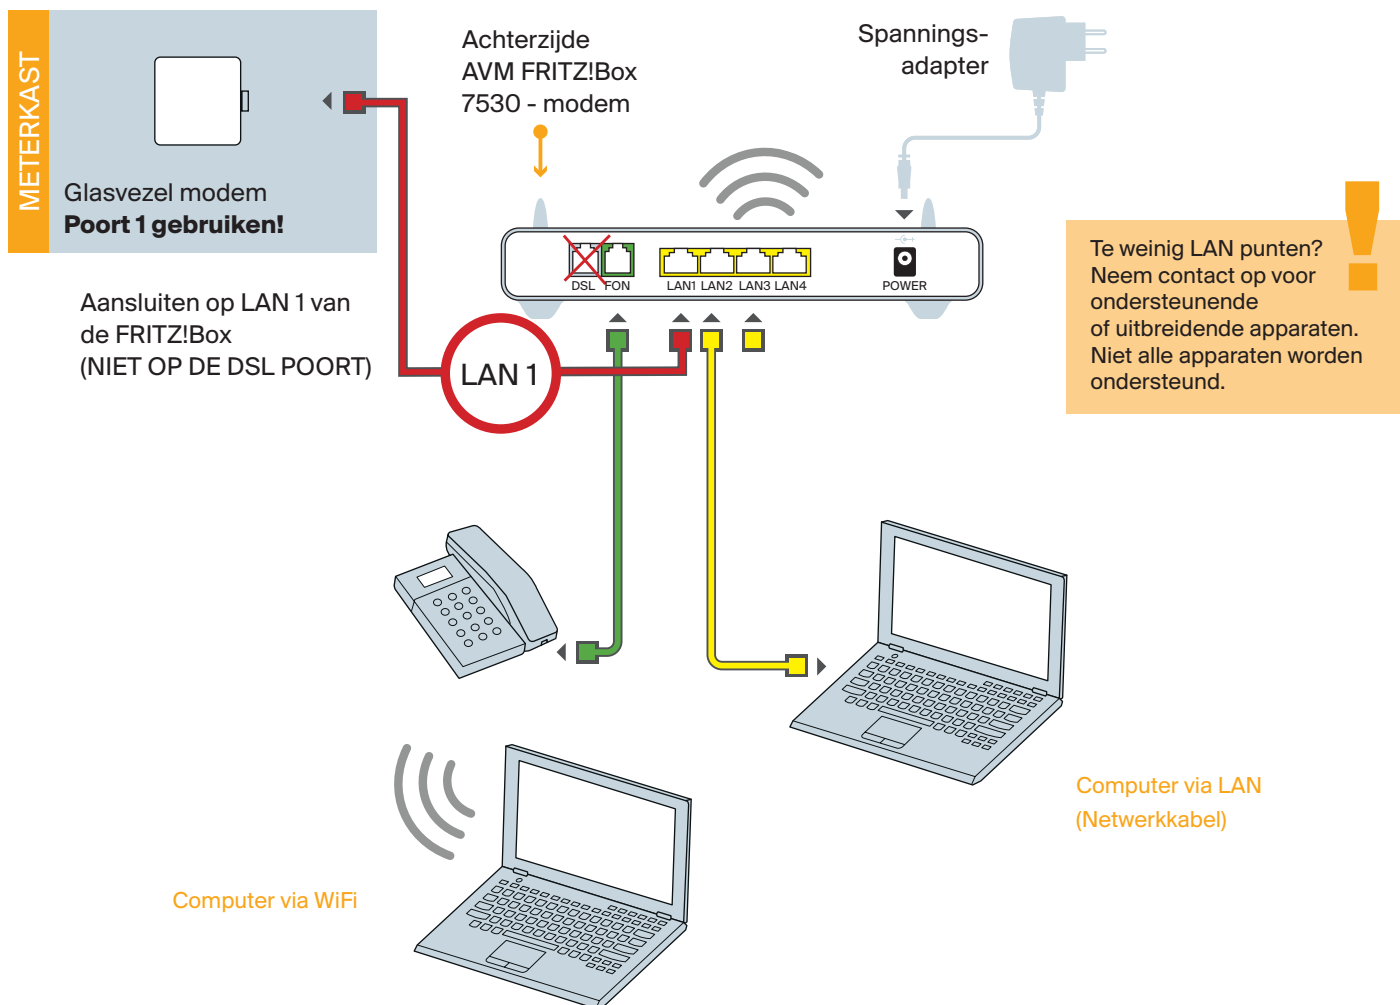 METERKAST
Glasvezel modem
Poort 1 gebruiken!
Achterzijde
AVM FRITZ!Box
7530 - modem
Spannings-
adapter
Aansluiten op LAN 1 van
de FRITZ!Box
(NIET OP DE DSL POORT)
LAN 1
DSL FON LAN1 LAN2 LAN3 LAN4 POWER
!
Te weinig LAN punten?
Neem contact op voor
ondersteunende
of uitbreidende apparaten.
Niet alle apparaten worden
ondersteund.
Computer via LAN
(Netwerkkabel)
Computer via WiFi